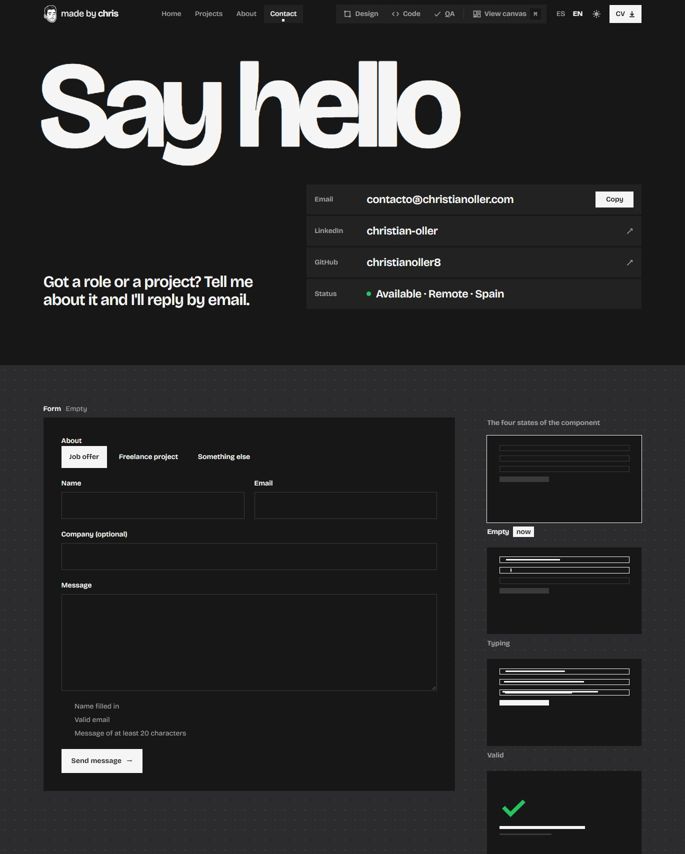 made by chris
Home Projects About Contact
Design Code QA View canvas M
ES EN
CV
Say hello
Got a role or a project? Tell me
about it and I'll reply by email.
Email contacto@christianoller.com Copy
LinkedIn christian-oller ↗
GitHub christianoller8 ↗
Status Available · Remote · Spain
Form Empty
About
Job offer Freelance project Something else
Name Email
Company (optional)
Message
Name filled in
Valid email
Message of at least 20 characters
Send message →
The four states of the component
Empty now
Typing
Valid